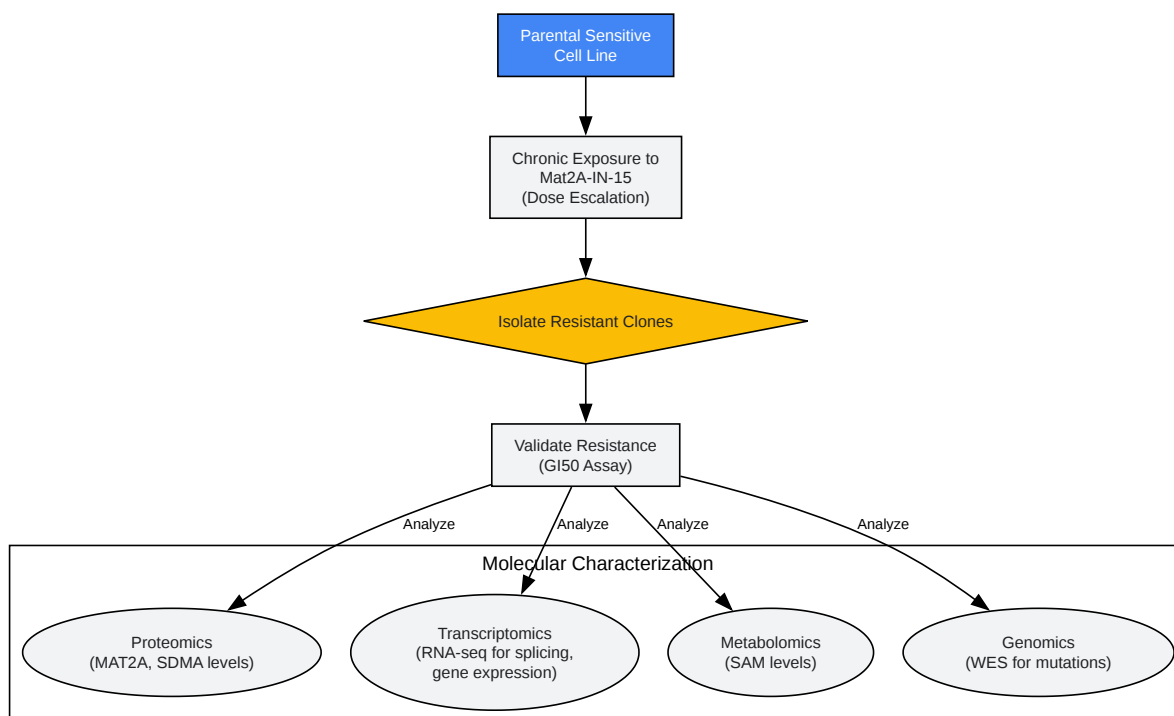 Parental Sensitive
Cell Line
Chronic Exposure to
Mat2A-IN-15
(Dose Escalation)
Isolate Resistant Clones
Validate Resistance
(GI50 Assay)
Analyze
Analyze
Analyze
Analyze
Molecular Characterization
Proteomics
(MAT2A, SDMA levels)
Transcriptomics
(RNA-seq for splicing,
gene expression)
Metabolomics
(SAM levels)
Genomics
(WES for mutations)